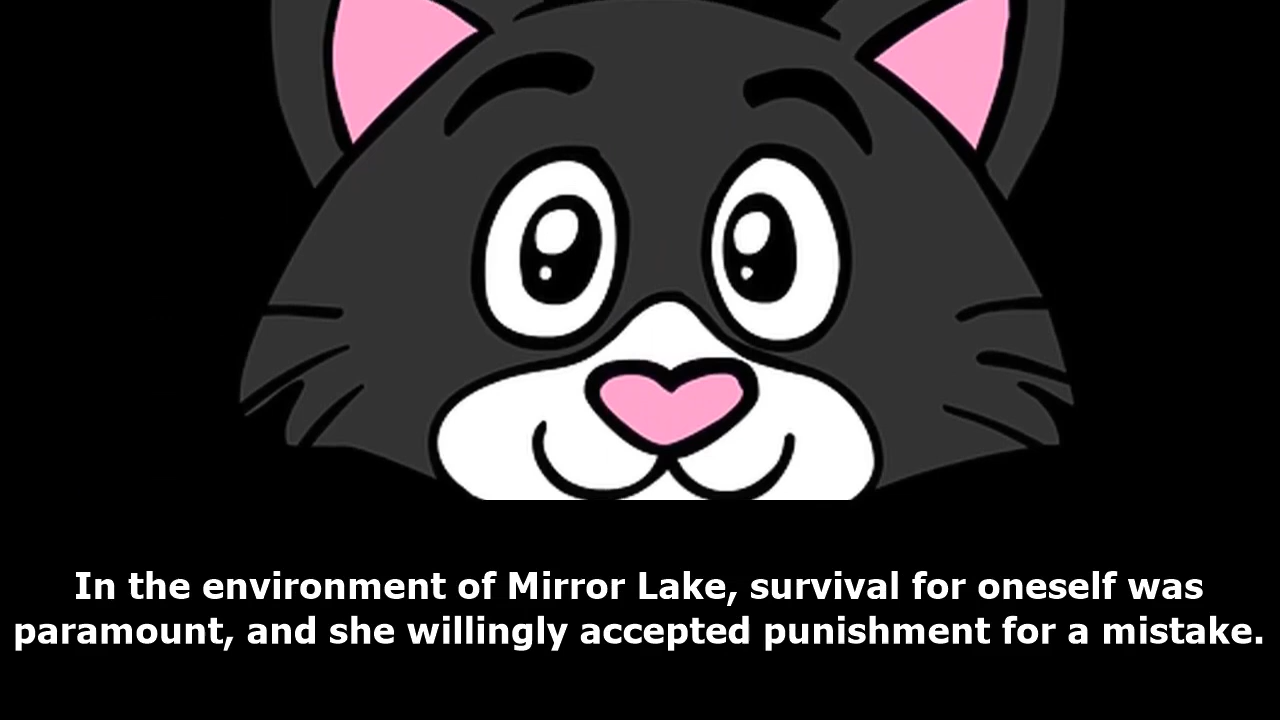 In the environment of Mirror Lake, survival for oneself was
paramount, and she willingly accepted punishment for a mistake.